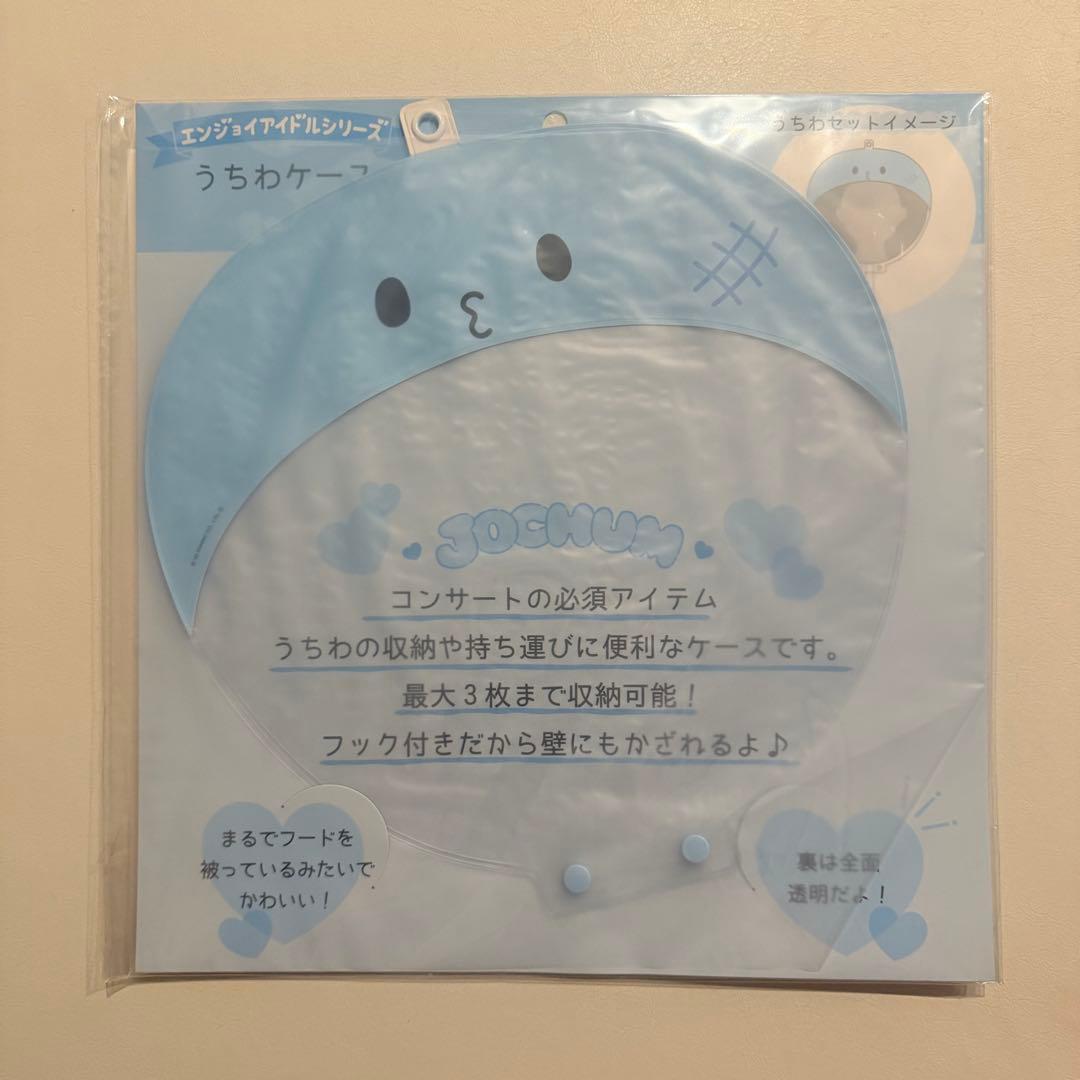 エンジョイアイドルシリーズ
うちわケース
うちわセットイメージ
JOCHUM
コンサートの必須アイテム
うちわの収納や持ち運びに便利なケースです。
最大3枚まで収納可能！
フック付きだから壁にもかざれるよ♪
まるでフードを
被っているみたいで
かわいい！
裏は全面
透明だよ！